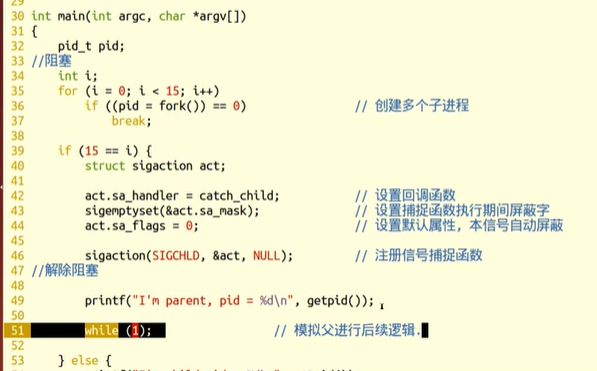 29
30 int main(int argc, char *argv[])
31 {
32     pid_t pid;
33 //阻塞
34     int i;
35     for (i = 0; i < 15; i++)
36         if ((pid = fork()) == 0)                // 创建多个子进程
37             break;
38
39     if (15 == i) {
40         struct sigaction act;
41
42         act.sa_handler = catch_child;           // 设置回调函数
43         sigemptyset(&act.sa_mask);              // 设置捕捉函数执行期间屏蔽字
44         act.sa_flags = 0;                       // 设置默认属性, 本信号自动屏蔽
45
46         sigaction(SIGCHLD, &act, NULL);         // 注册信号捕捉函数
47 //解除阻塞
48
49         printf("I'm parent, pid = %d\n", getpid());
50
51         while (1);                  // 模拟父进行后续逻辑.
52
53     } else {